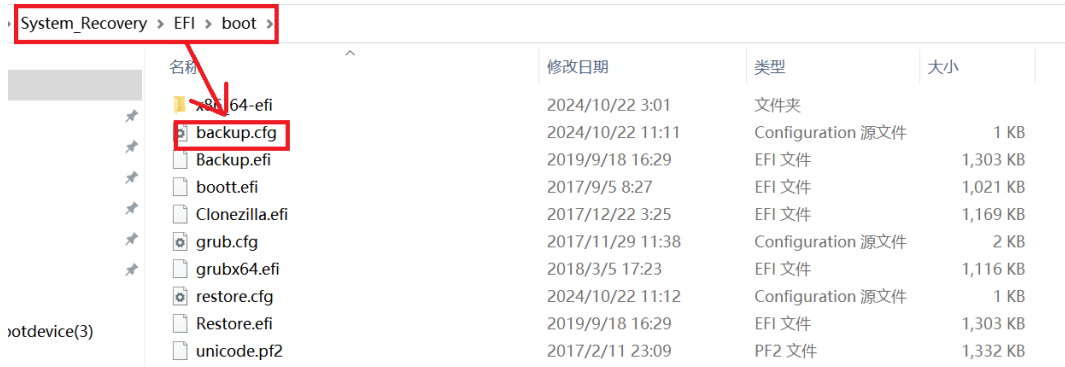 System_Recovery > EFI > boot >
名称 修改日期 类型 大小
x86_64-efi 2024/10/22 3:01 文件夹
backup.cfg 2024/10/22 11:11 Configuration 源文件 1 KB
Backup.efi 2019/9/18 16:29 EFI 文件 1,303 KB
boott.efi 2017/9/5 8:27 EFI 文件 1,021 KB
Clonezilla.efi 2017/12/22 3:25 EFI 文件 1,169 KB
grub.cfg 2017/11/29 11:38 Configuration 源文件 2 KB
grubx64.efi 2018/3/5 17:23 EFI 文件 1,116 KB
restore.cfg 2024/10/22 11:12 Configuration 源文件 1 KB
Restore.efi 2019/9/18 16:29 EFI 文件 1,303 KB
ootdevice(3)
unicode.pf2 2017/2/11 23:09 PF2 文件 1,332 KB